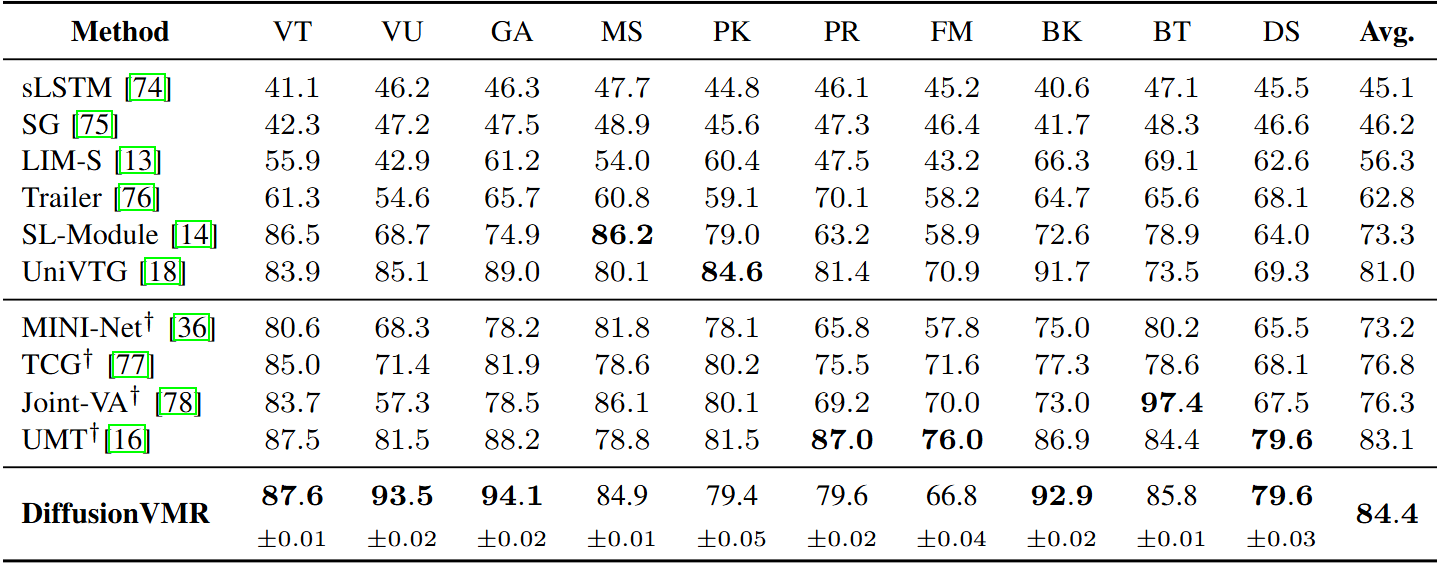 Method VT VU GA MS PK PR FM BK BT DS Avg.
sLSTM [74] 41.1 46.2 46.3 47.7 44.8 46.1 45.2 40.6 47.1 45.5 45.1
SG [75] 42.3 47.2 47.5 48.9 45.6 47.3 46.4 41.7 48.3 46.6 46.2
LIM-S [13] 55.9 42.9 61.2 54.0 60.4 47.5 43.2 66.3 69.1 62.6 56.3
Trailer [76] 61.3 54.6 65.7 60.8 59.1 70.1 58.2 64.7 65.6 68.1 62.8
SL-Module [14] 86.5 68.7 74.9 86.2 79.0 63.2 58.9 72.6 78.9 64.0 73.3
UniVTG [18] 83.9 85.1 89.0 80.1 84.6 81.4 70.9 91.7 73.5 69.3 81.0
MINI-Net† [36] 80.6 68.3 78.2 81.8 78.1 65.8 57.8 75.0 80.2 65.5 73.2
TCG† [77] 85.0 71.4 81.9 78.6 80.2 75.5 71.6 77.3 78.6 68.1 76.8
Joint-VA† [78] 83.7 57.3 78.5 86.1 80.1 69.2 70.0 73.0 97.4 67.5 76.3
UMT† [16] 87.5 81.5 88.2 78.8 81.5 87.0 76.0 86.9 84.4 79.6 83.1
DiffusionVMR 87.6 93.5 94.1 84.9 79.4 79.6 66.8 92.9 85.8 79.6 84.4
±0.01 ±0.02 ±0.02 ±0.01 ±0.05 ±0.02 ±0.04 ±0.02 ±0.01 ±0.03